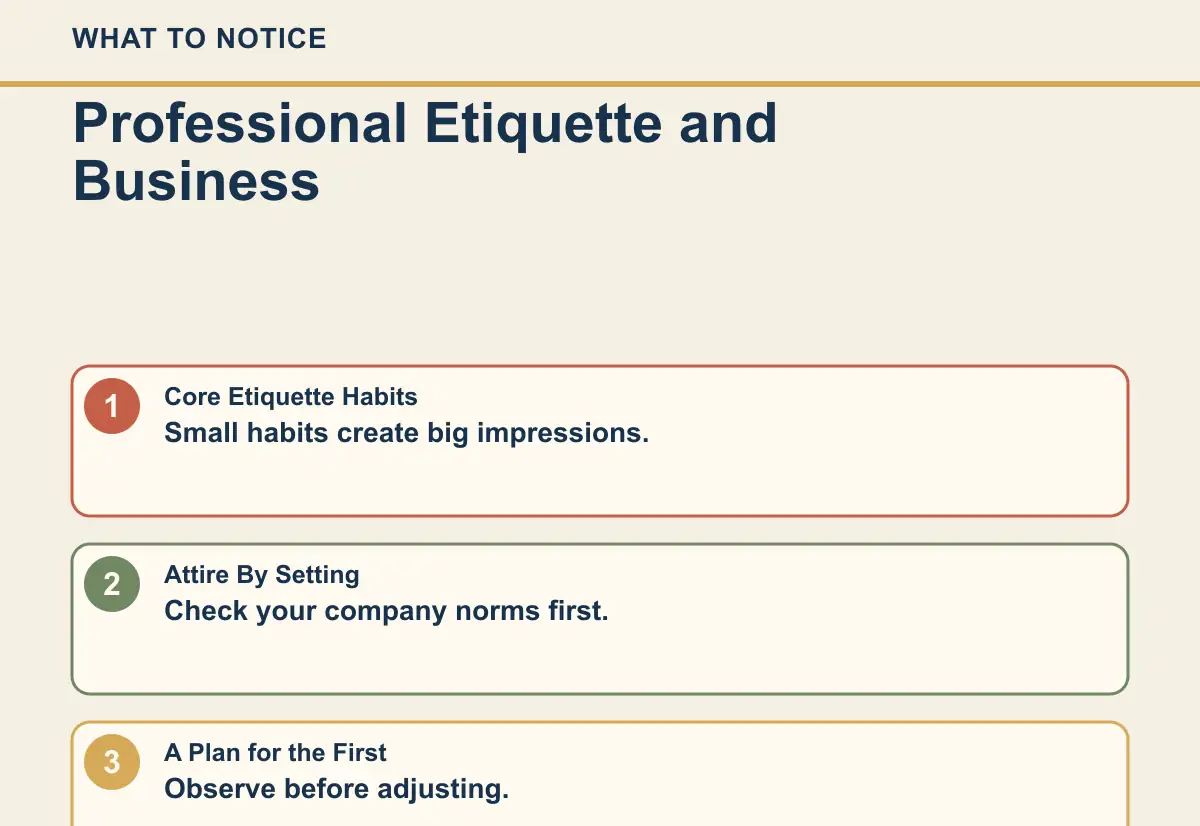 WHAT TO NOTICE
Professional Etiquette and
Business
1
Core Etiquette Habits
Small habits create big impressions.
2
Attire By Setting
Check your company norms first.
3
A Plan for the First
Observe before adjusting.